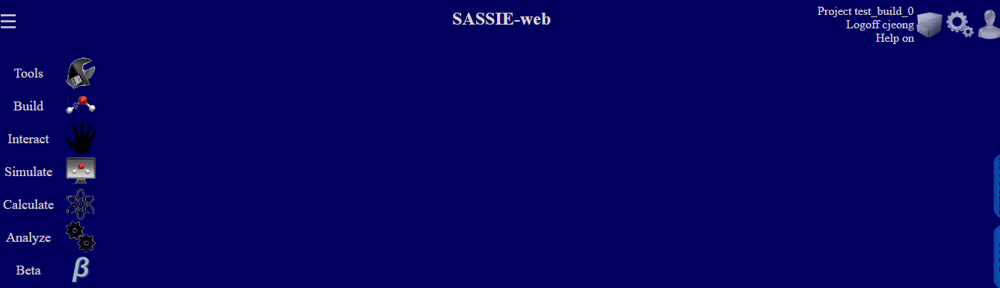 SASSIE-web
Project test_build_0
Logoff cjeong
Help on
Tools
Build
Interact
Simulate
Calculate
Analyze
Beta
β